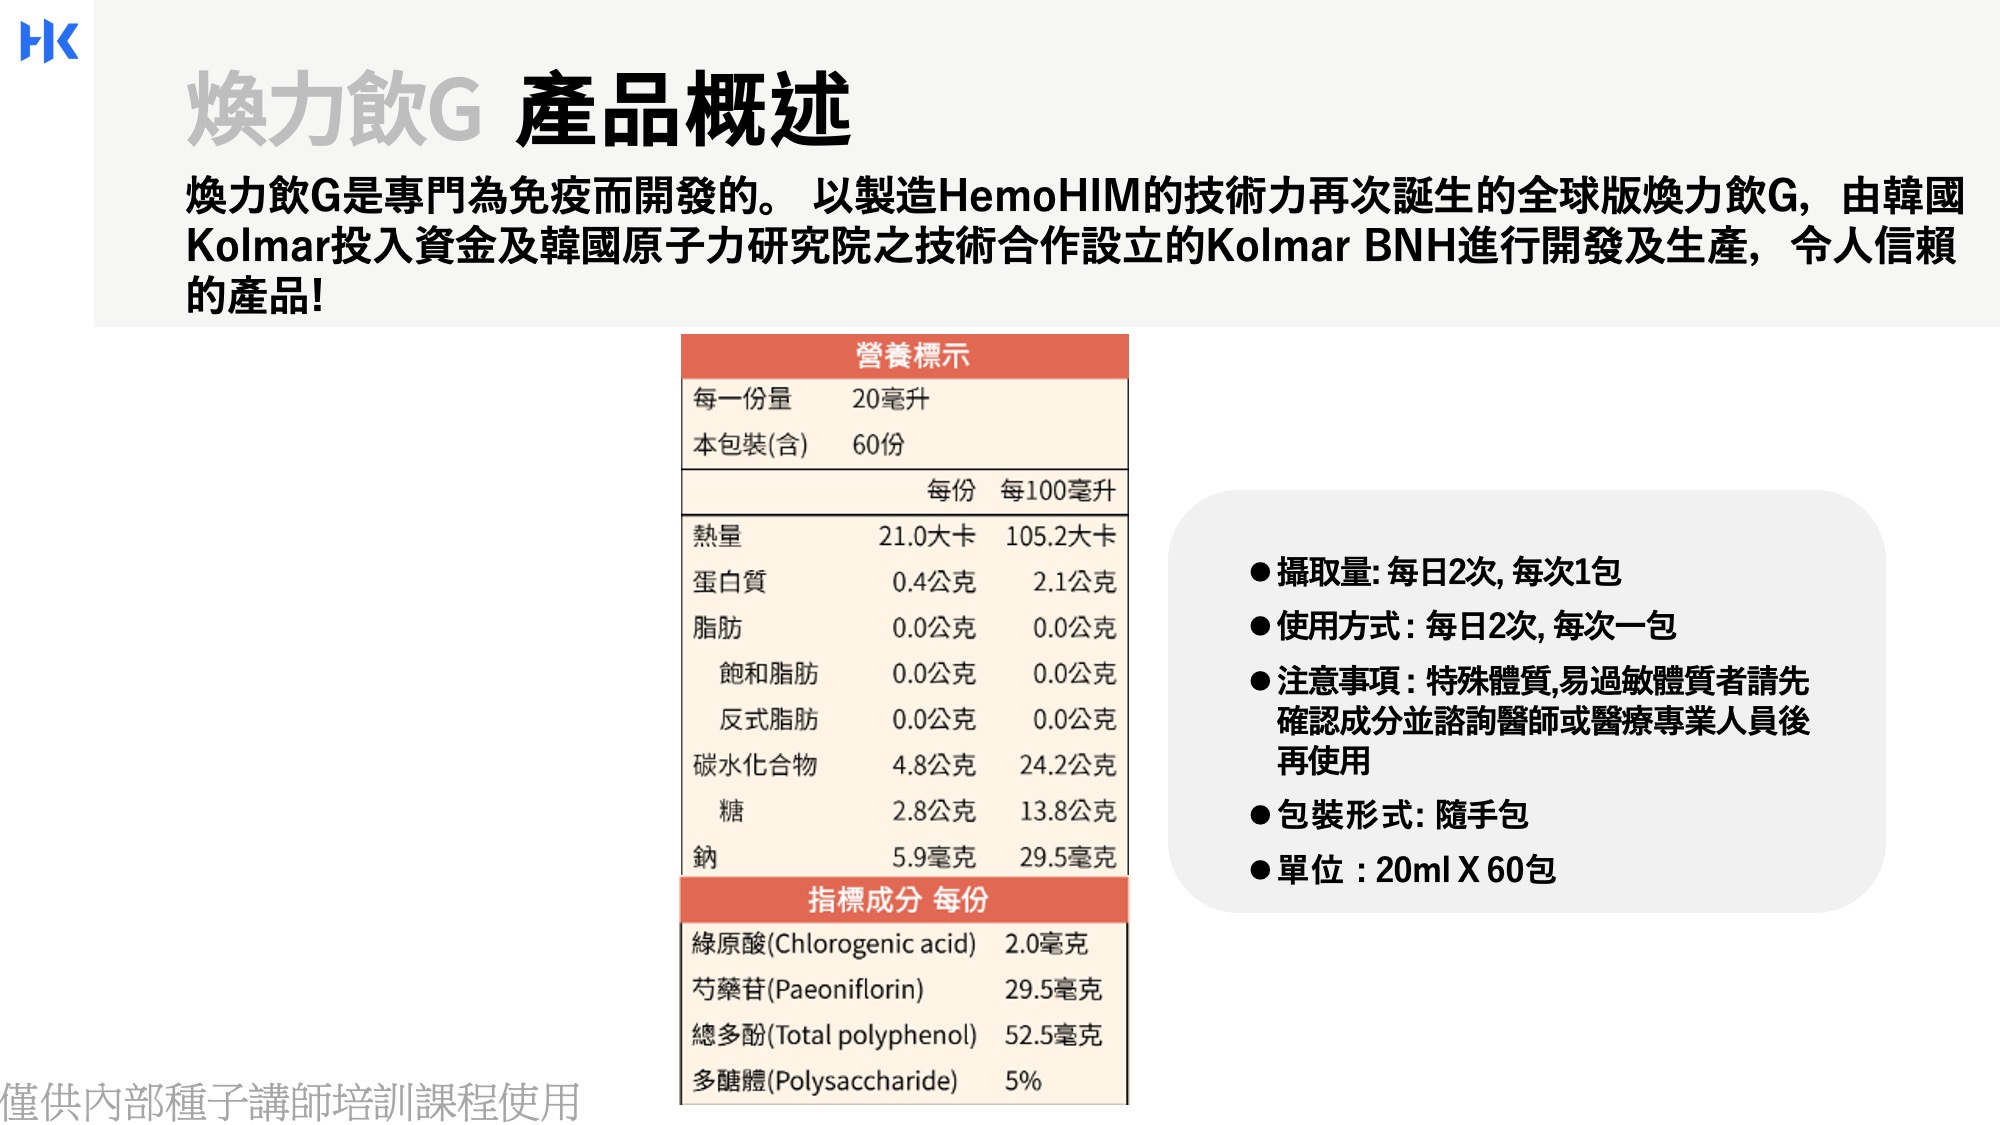 HK
煥力飲G 產品概述
煥力飲G是專門為免疫而開發的。 以製造HemoHIM的技術力再次誕生的全球版煥力飲G, 由韓國
Kolmar投入資金及韓國原子力研究院之技術合作設立的Kolmar BNH進行開發及生產, 令人信賴
的產品!
營養標示
每一份量 20毫升
本包裝(含) 60份
每份 每100毫升
熱量 21.0大卡 105.2大卡
蛋白質 0.4公克 2.1公克
脂肪 0.0公克 0.0公克
飽和脂肪 0.0公克 0.0公克
反式脂肪 0.0公克 0.0公克
碳水化合物 4.8公克 24.2公克
糖 2.8公克 13.8公克
鈉 5.9毫克 29.5毫克
指標成分 每份
綠原酸(Chlorogenic acid) 2.0毫克
芍藥苷(Paeoniflorin) 29.5毫克
總多酚(Total polyphenol) 52.5毫克
多醣體(Polysaccharide) 5%
●攝取量: 每日2次, 每次1包
●使用方式 : 每日2次, 每次一包
●注意事項 : 特殊體質,易過敏體質者請先
確認成分並諮詢醫師或醫療專業人員後
再使用
●包裝形式: 隨手包
●單位 : 20ml X 60包
僅供內部種子講師培訓課程使用